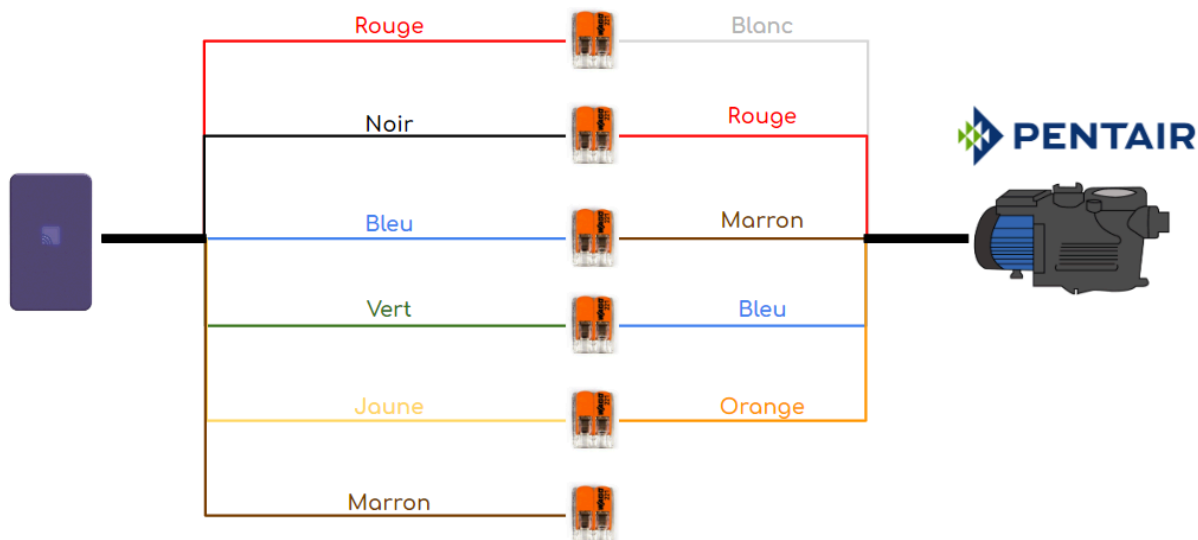 Rouge
Blanc
Noir
Rouge
PENTAIR
Bleu
Marron
Vert
Bleu
Jaune
Orange
Marron